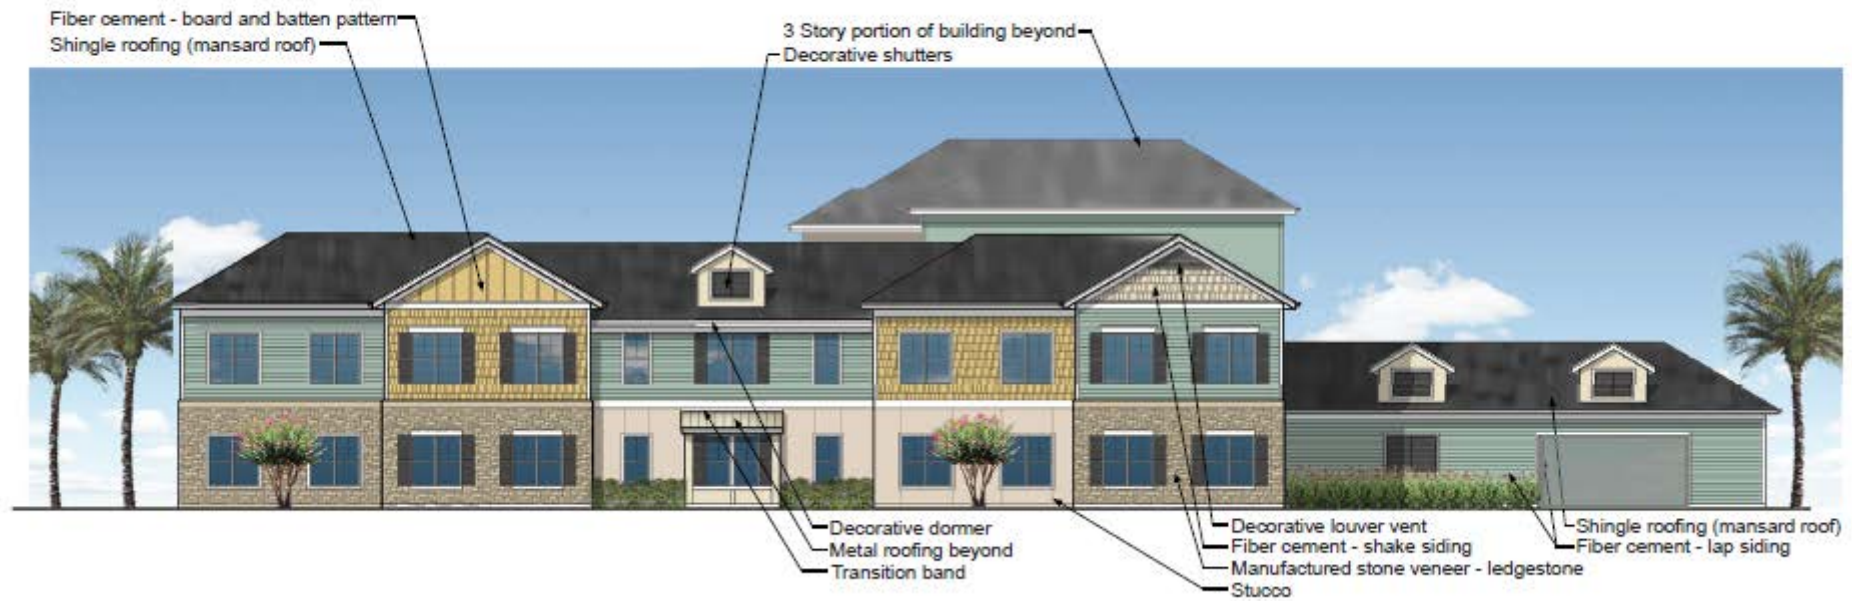 Fiber cement - board and batten pattern
Shingle roofing (mansard roof)
3 Story portion of building beyond
Decorative shutters
Decorative dormer
Metal roofing beyond
Transition band
Decorative louver vent
Fiber cement - shake siding
Manufactured stone veneer - ledgestone
Stucco
Shingle roofing (mansard roof)
Fiber cement - lap siding